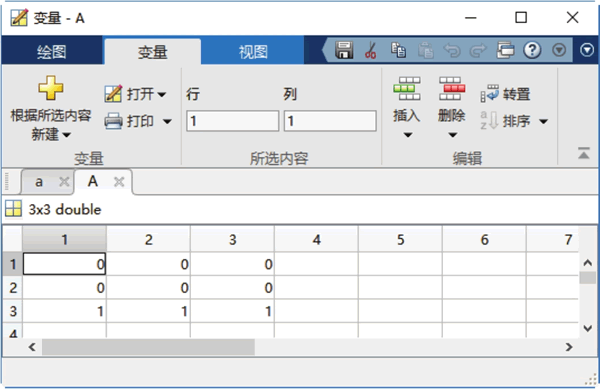 变量 - A
绘图 变量 视图
根据所选内容
新建
打开
打印
行 列
1 1
插入 删除
转置
排序
变量 所选内容 编辑
a A
3x3 double
1 2 3 4 5 6 7
1 0 0 0
2 0 0 0
3 1 1 1
4